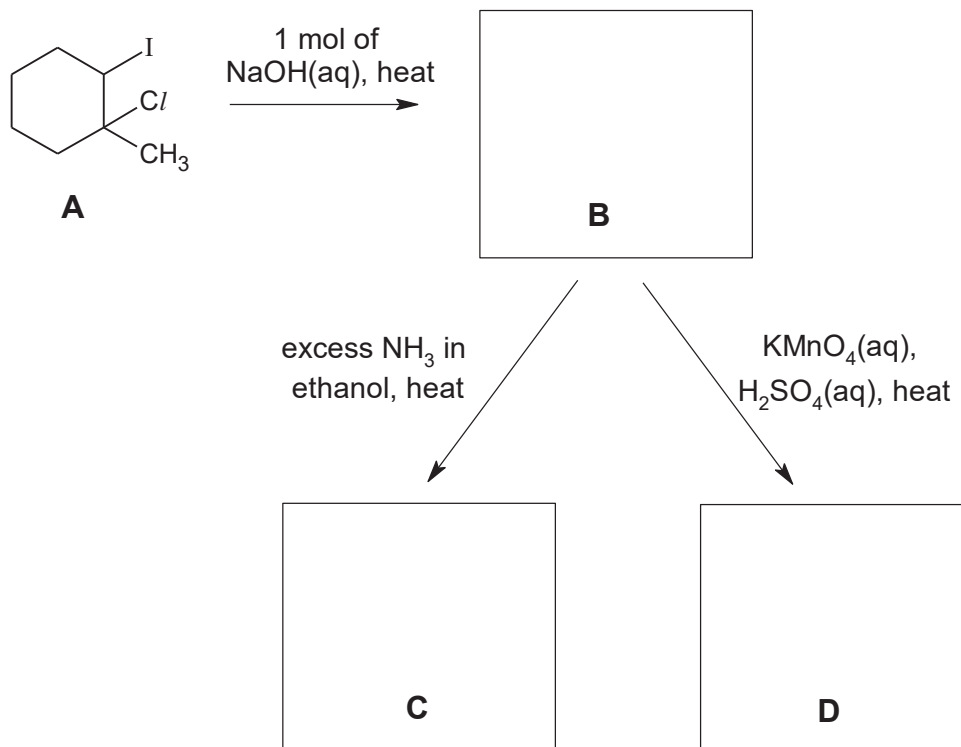 I
Cl
CH3
A
1 mol of
NaOH(aq), heat
B
excess NH3 in
ethanol, heat
KMnO4(aq),
H2SO4(aq), heat
C
D